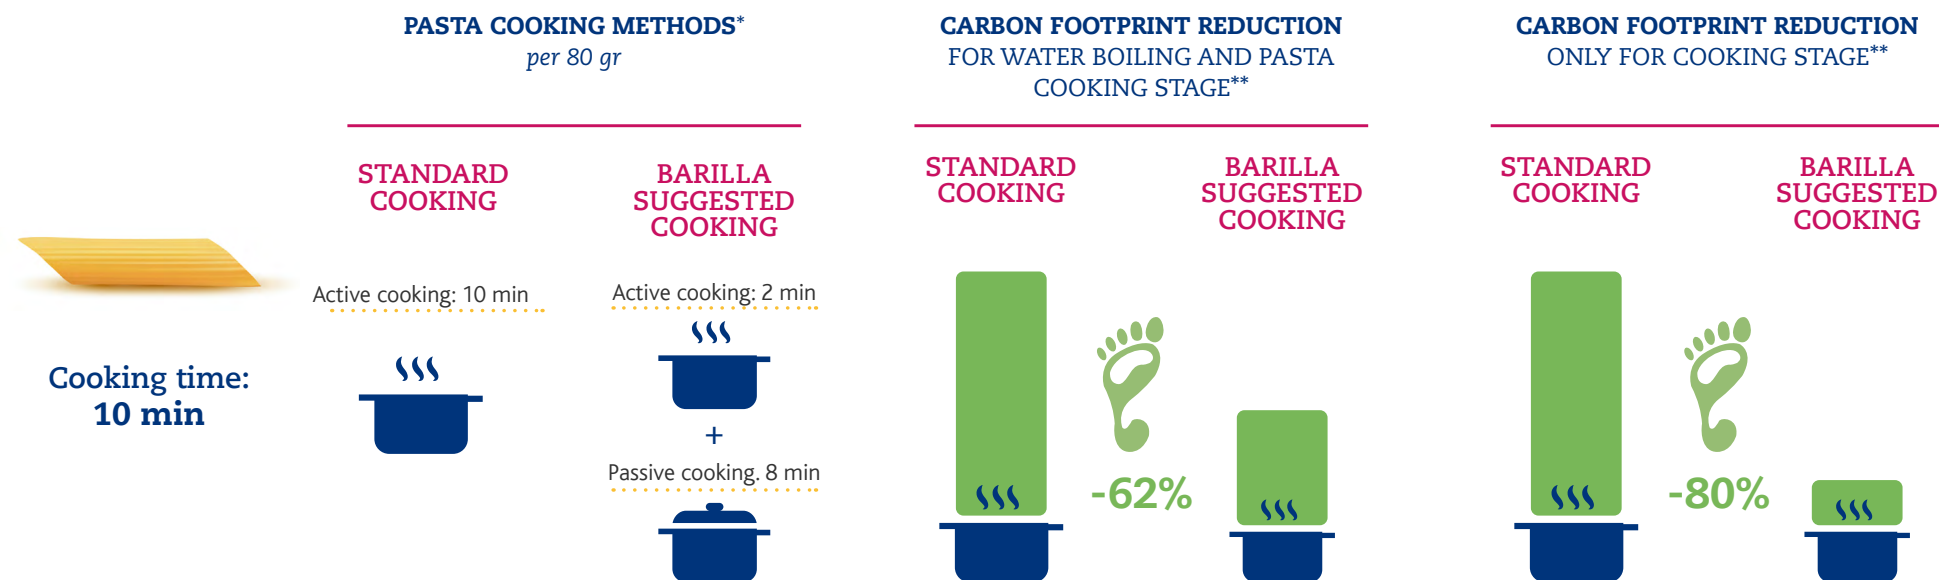 PASTA COOKING METHODS*
per 80 gr
STANDARD
COOKING
BARILLA
SUGGESTED
COOKING
Cooking time:
10 min
Active cooking: 10 min
Active cooking: 2 min
+
Passive cooking. 8 min
CARBON FOOTPRINT REDUCTION
FOR WATER BOILING AND PASTA
COOKING STAGE**
STANDARD
COOKING
BARILLA
SUGGESTED
COOKING
-62%
CARBON FOOTPRINT REDUCTION
ONLY FOR COOKING STAGE**
STANDARD
COOKING
BARILLA
SUGGESTED
COOKING
-80%